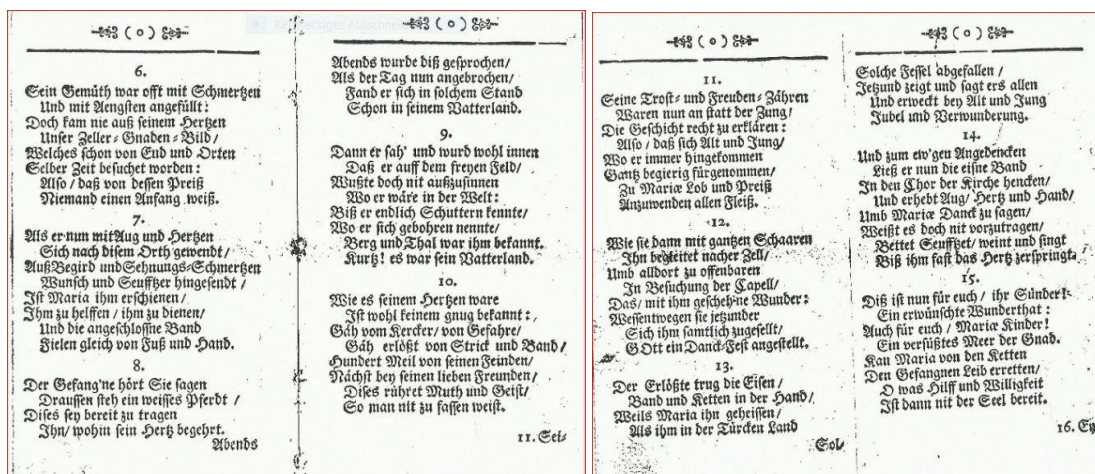 ( o )
6.
Sein Gemüth war offt mit Schmertzen
Und mit Aengsten angefüllt:
Doch kam nie auß seinem Hertzen
Unser Zeller-Gnaden-Bild/
Welches schon von End und Orten
Selber Zeit besuchet worden:
Also/ daß von dessen Preiß
Niemand einen Anfang weiß.
7.
Als er nun mit Aug und Hertzen
Sich nach disem Orth gewendt/
Auß Begird und Sehnungs-Schmertzen
Wunsch und Seufftzer hingesendt/
Ist Maria ihm erschienen/
Ihm zu helffen/ ihm zu dienen/
Und die angeschloßne Band
Fielen gleich von Fuß und Hand.
8.
Der Gefang'ne hört Sie sagen
Draussen steh ein weisses Pferdt/
Dises sey bereit zu tragen
Ihn/ wohin sein Hertz begehrt.
Abends
( o )
Abends wurde diß gesprochen/
Als der Tag nun angebrochen/
Fand er sich in solchem Stand
Schon in seinem Vatterland.
9.
Dann er sah' und wurd wohl innen
Daß er auff dem freyen Feld/
Wußte doch nit außzusinnen
Wo er wäre in der Welt:
Biß er endlich Schuttern kennte/
Wo er sich gebohren nennte/
Berg und Thal war ihm bekannt.
Kurtz! es war sein Vatterland.
10.
Wie es seinem Hertzen ware
Ist wohl keinem gnug bekannt:
Gäh vom Kercker/ von Gefahre/
Gäh erlößt von Strick und Band/
Hundert Meil von seinen Feinden/
Nächst bey seinen lieben Freunden/
Dises rühret Muth und Geist/
So man nit zu fassen weist.
11. Sei-
( o )
11.
Seine Trost- und Freuden-Zähren
Waren nun an statt der Zung/
Die Geschicht recht zu erklären:
Also/ daß sich Alt und Jung/
Wo er immer hingekommen
Gantz begierig fürgenommen/
Zu Mariæ Lob und Preiß
Anzuwenden allen Fleiß.
12.
Wie sie dann mit gantzen Schaaren
Ihn begleitet nacher Zell/
Umb alldort zu offenbaren
In Besuchung der Capell/
Das/ mit ihm gescheh'ne Wunder:
Wessentwegen sie jetzunder
Sich ihm samtlich zugesellt/
GOtt ein Danck-Fest angestellt.
13.
Der Erlößte trug die Eisen/
Band und Ketten in der Hand/
Weils Maria ihn geheissen/
Als ihm in der Türcken Land
Sol-
( o )
Solche Fessel abgefallen/
Jetzund zeigt und sagt ers allen
Und erweckt bey Alt und Jung
Jubel und Verwunderung.
14.
Und zum ew'gen Angedencken
Ließ er nun die eisne Band
In den Chor der Kirche hencken/
Und erhebt Aug/ Hertz und Hand/
Umb Mariæ Danck zu sagen/
Weißt es doch nit vorzutragen/
Bettet Seufftzet/ weint und singt
Biß ihm fast das Hertz zerspringt.
15.
Diß ist nun für euch/ ihr Sünder!
Ein erwünschte Wunderthat:
Auch für euch/ Mariæ Kinder!
Ein versüßtes Meer der Gnad.
Kan Maria von den Ketten
Den Gefangnen Leib erretten/
O was Hilff und Willigkeit
Ist dann nit der Seel bereit.
16.